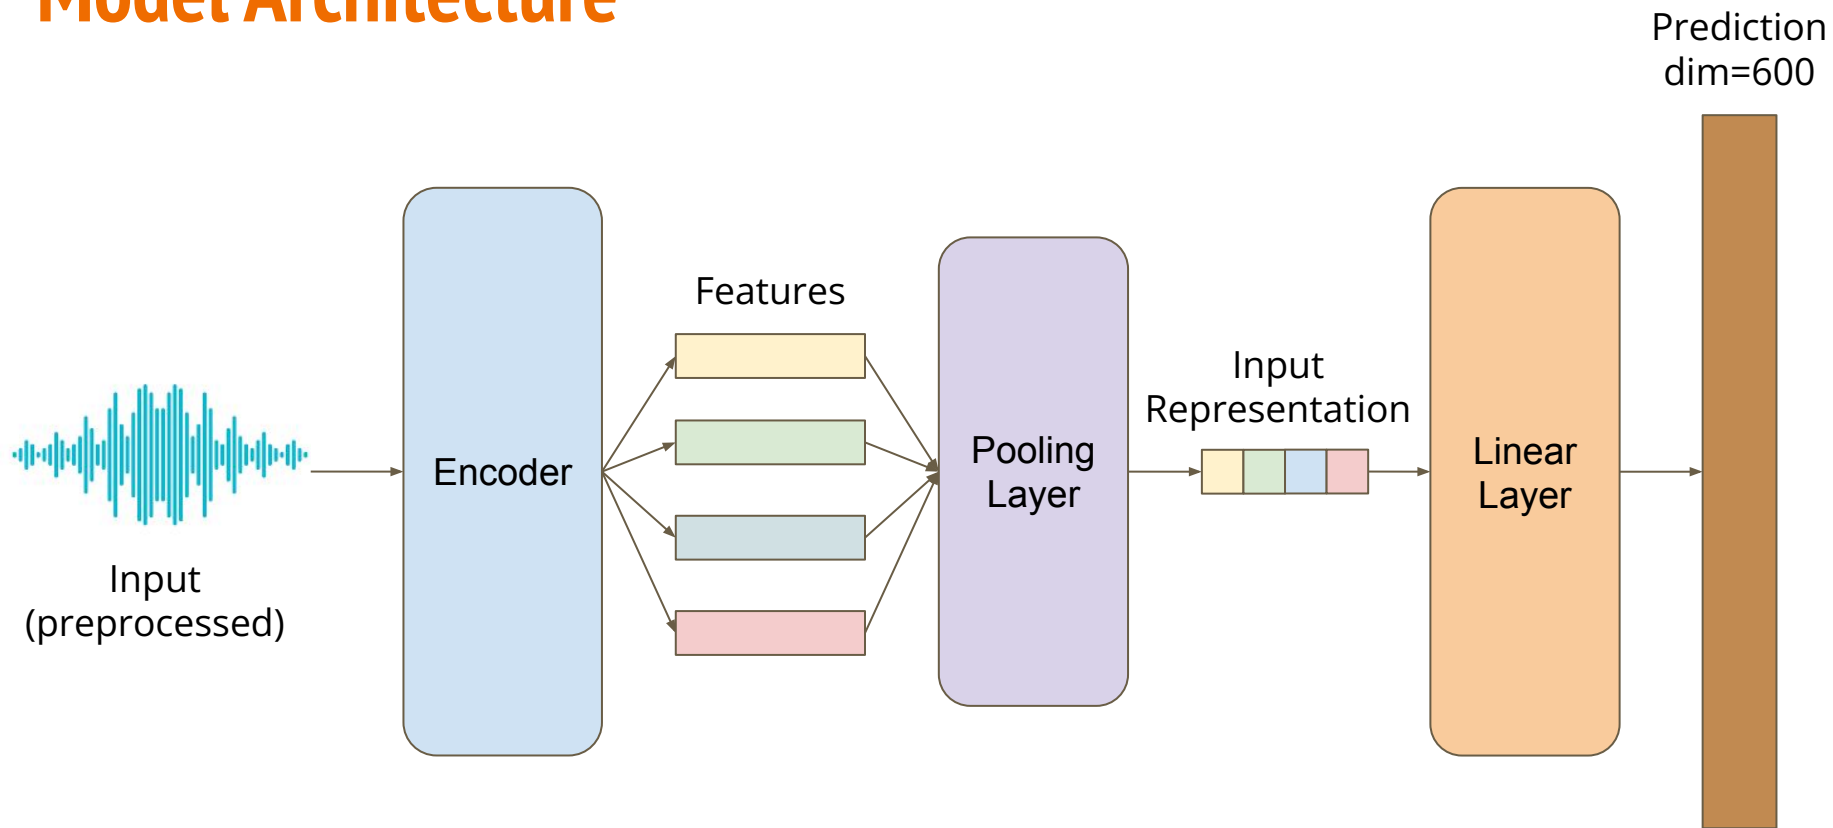 Model Architecture
Prediction
dim=600
Features
Input
Representation
Encoder
Pooling
Layer
Linear
Layer
Input
(preprocessed)